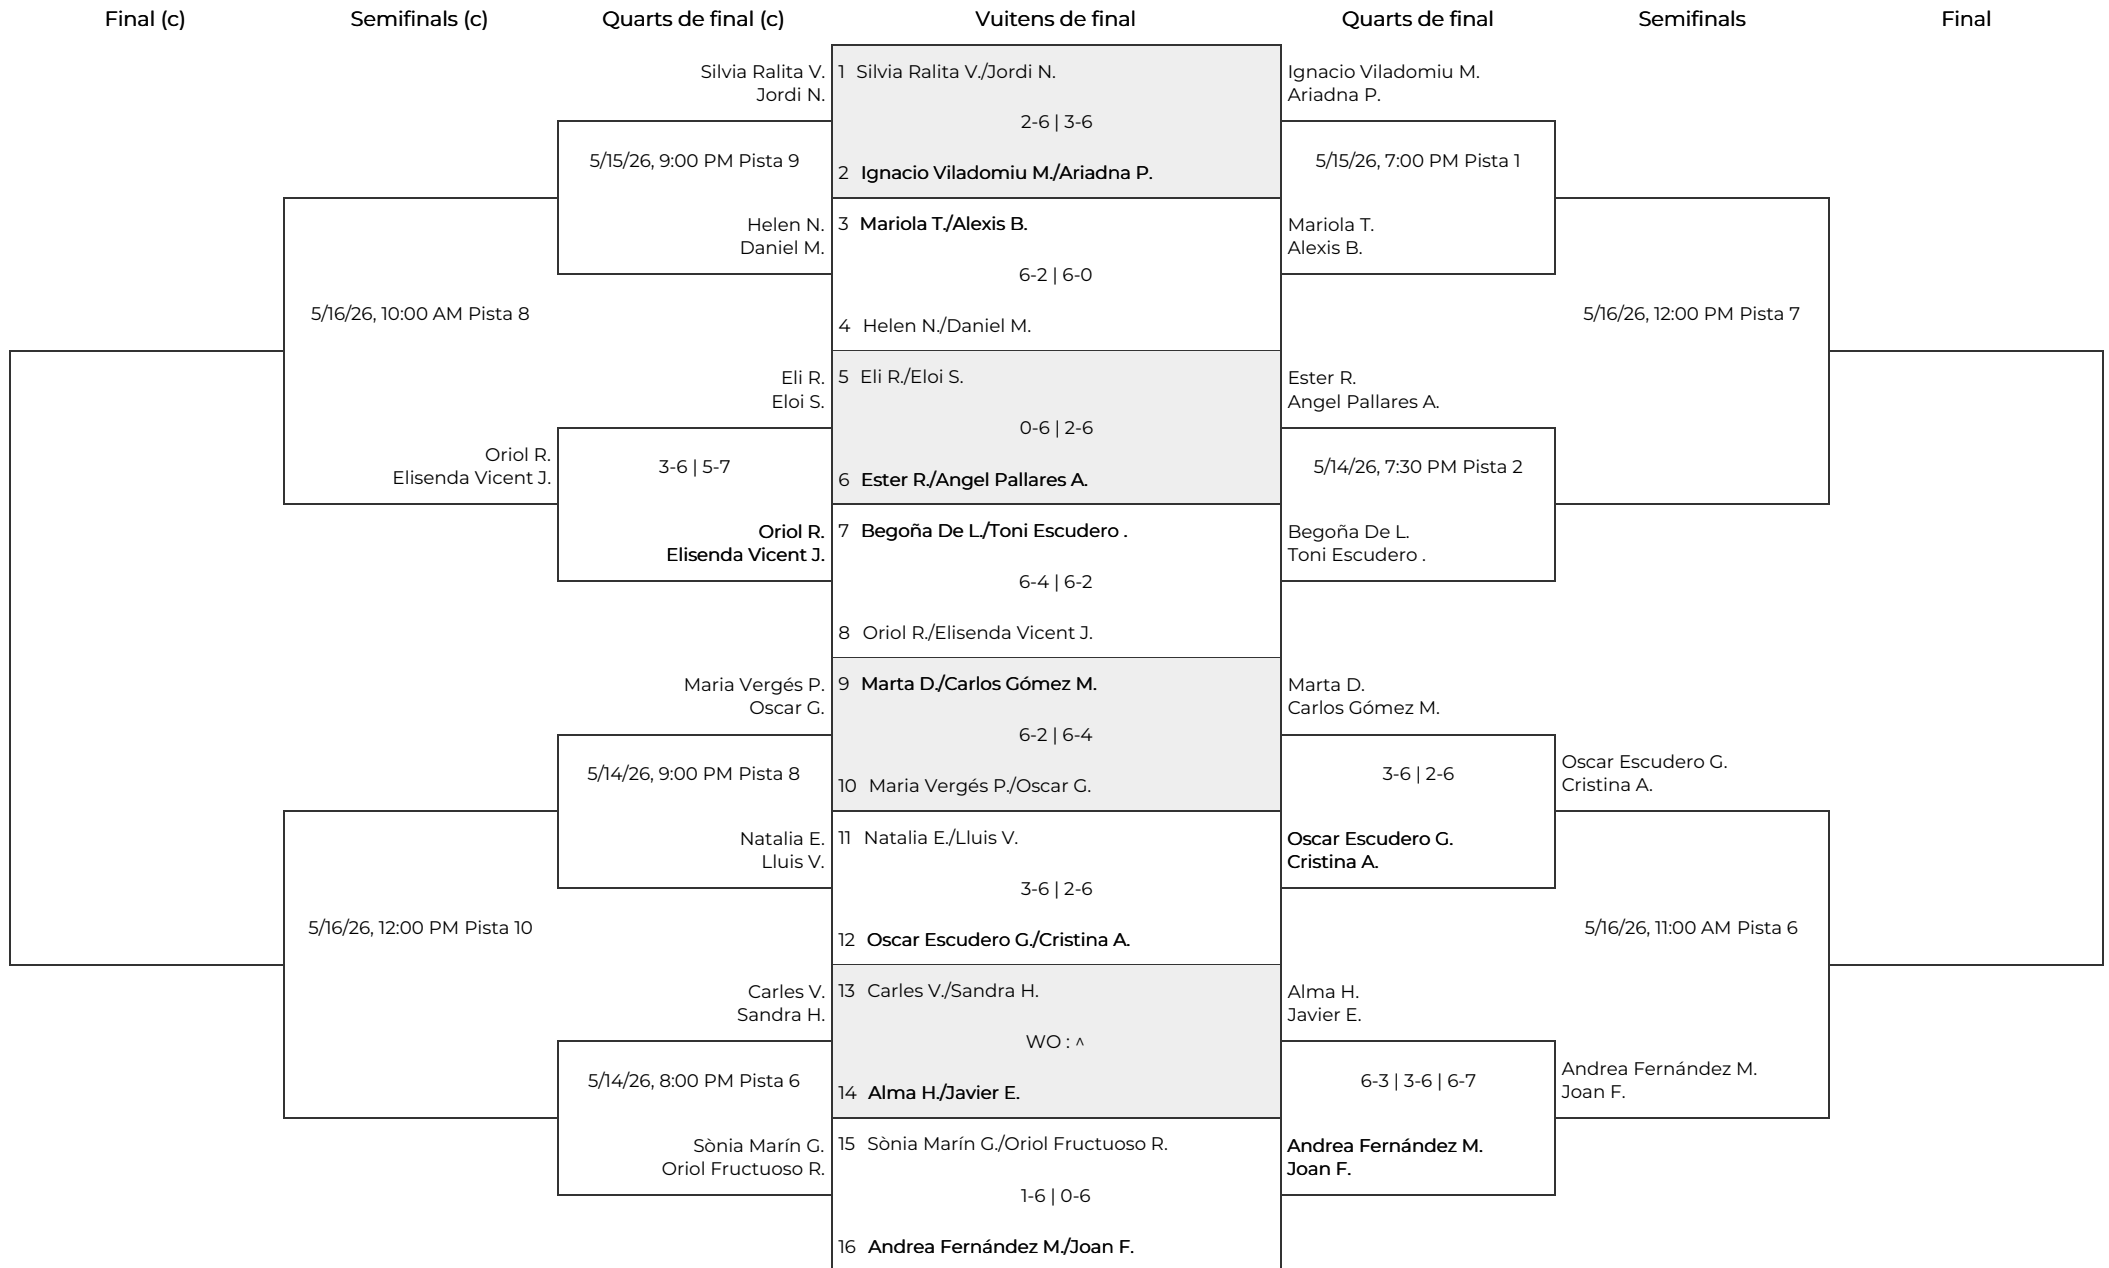 Final (c)
Semifinals (c)
Quarts de final (c)
Vuitens de final
Quarts de final
Semifinals
Final
Silvia Ralita V.
Jordi N.
5/15/26, 9:00 PM Pista 9
Helen N.
Daniel M.
5/16/26, 10:00 AM Pista 8
Eli R.
Eloi S.
Oriol R.
Elisenda Vicent J.
3-6 | 5-7
Oriol R.
Elisenda Vicent J.
Maria Vergés P.
Oscar G.
5/14/26, 9:00 PM Pista 8
Natalia E.
Lluis V.
5/16/26, 12:00 PM Pista 10
Carles V.
Sandra H.
5/14/26, 8:00 PM Pista 6
Sònia Marín G.
Oriol Fructuoso R.
1 Silvia Ralita V./Jordi N.
2-6 | 3-6
2 Ignacio Viladomiu M./Ariadna P.
3 Mariola T./Alexis B.
6-2 | 6-0
4 Helen N./Daniel M.
5 Eli R./Eloi S.
0-6 | 2-6
6 Ester R./Angel Pallares A.
7 Begoña De L./Toni Escudero .
6-4 | 6-2
8 Oriol R./Elisenda Vicent J.
9 Marta D./Carlos Gómez M.
6-2 | 6-4
10 Maria Vergés P./Oscar G.
11 Natalia E./Lluis V.
3-6 | 2-6
12 Oscar Escudero G./Cristina A.
13 Carles V./Sandra H.
WO : ^
14 Alma H./Javier E.
15 Sònia Marín G./Oriol Fructuoso R.
1-6 | 0-6
16 Andrea Fernández M./Joan F.
Ignacio Viladomiu M.
Ariadna P.
5/15/26, 7:00 PM Pista 1
Mariola T.
Alexis B.
5/16/26, 12:00 PM Pista 7
Ester R.
Angel Pallares A.
5/14/26, 7:30 PM Pista 2
Begoña De L.
Toni Escudero .
Marta D.
Carlos Gómez M.
3-6 | 2-6
Oscar Escudero G.
Cristina A.
Oscar Escudero G.
Cristina A.
5/16/26, 11:00 AM Pista 6
Alma H.
Javier E.
6-3 | 3-6 | 6-7
Andrea Fernández M.
Joan F.
Andrea Fernández M.
Joan F.